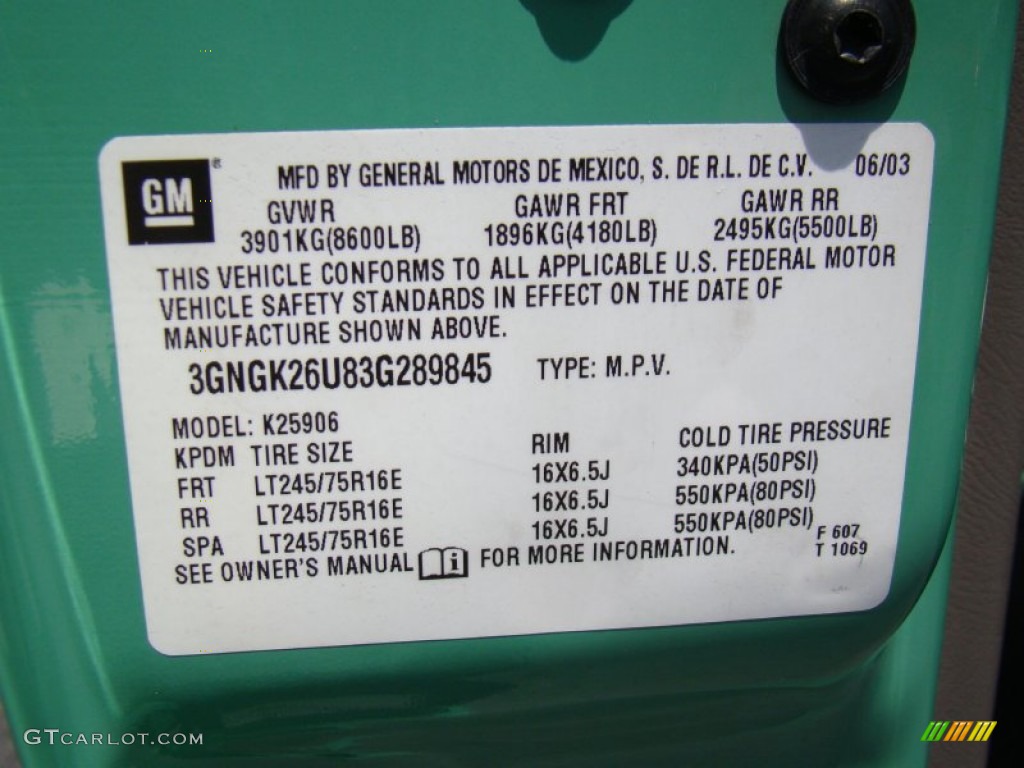 GM® MFD BY GENERAL MOTORS DE MEXICO, S. DE R.L. DE C.V. 06/03
GVWR GAWR FRT GAWR RR
3901KG(8600LB) 1896KG(4180LB) 2495KG(5500LB)
THIS VEHICLE CONFORMS TO ALL APPLICABLE U.S. FEDERAL MOTOR
VEHICLE SAFETY STANDARDS IN EFFECT ON THE DATE OF
MANUFACTURE SHOWN ABOVE.
3GNGK26U83G289845 TYPE: M.P.V.
MODEL: K25906
KPDM TIRE SIZE RIM COLD TIRE PRESSURE
FRT LT245/75R16E 16X6.5J 340KPA(50PSI)
RR LT245/75R16E 16X6.5J 550KPA(80PSI)
SPA LT245/75R16E 16X6.5J 550KPA(80PSI)
F 607
SEE OWNER'S MANUAL i FOR MORE INFORMATION. T 1069
GTCARLOT.COM